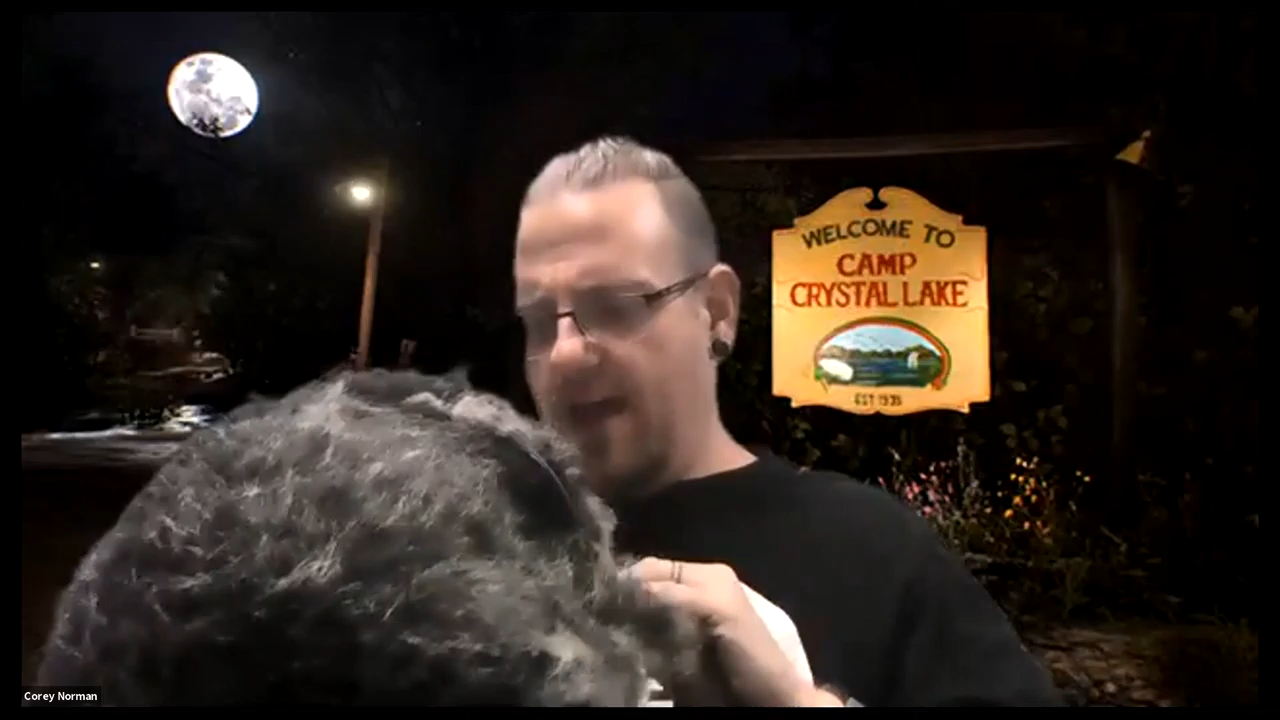 WELCOME TO
CAMP
CRYSTAL LAKE
EST 1935
Corey Norman